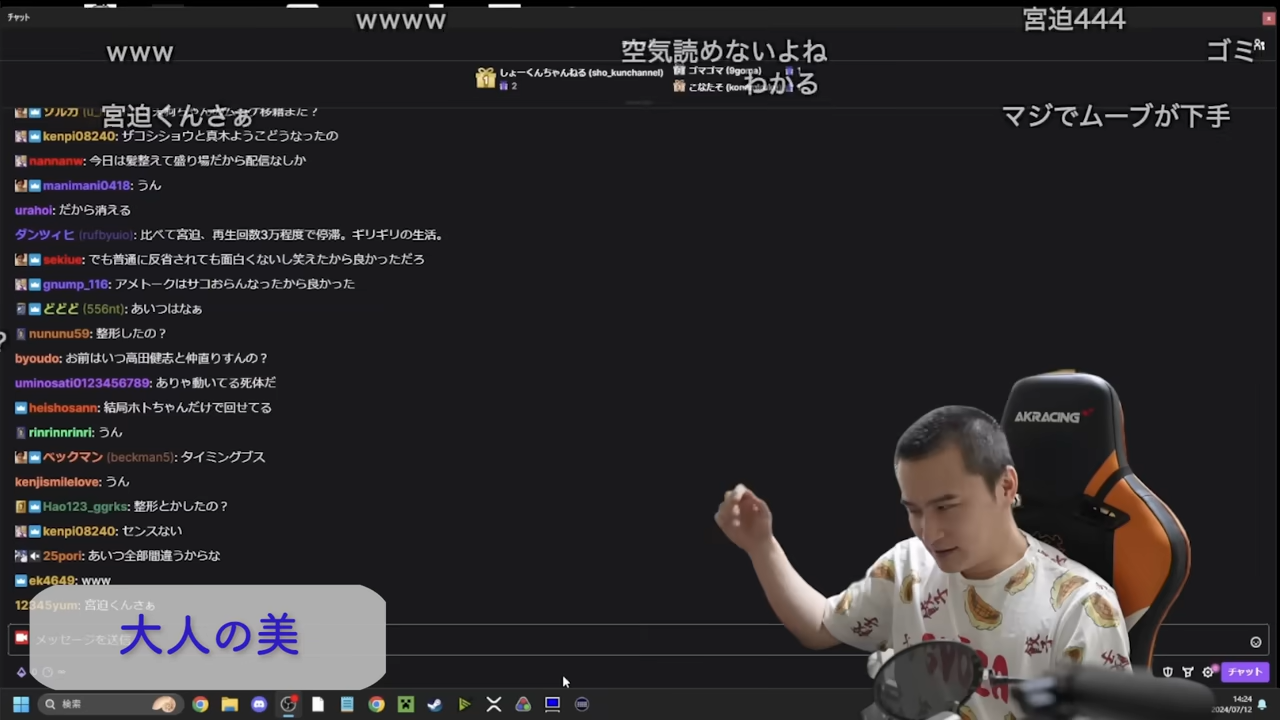 チャット
wwww
宮迫444
www
空気読めないよね
ゴミ
しょーくんちゃんねる (sho_kunchannel)
2
ゴマゴマ (9goma)
1
こなたそ
わかる
宮迫くんさぁ
マジでムーブが下手
ソルカ
kenpi08240: ザコシショウと真木ようこどうなったの
nannanw: 今日は髪整えて盛り場だから配信なしか
manimani0418: うん
urahoi: だから消える
ダンツィヒ (rufbyuio): 比べて宮迫、再生回数3万程度で停滞。ギリギリの生活。
sekiue: でも普通に反省されても面白くないし笑えたから良かっただろ
gnump_116: アメトークはサコおらんなったから良かった
どどど (556nt): あいつはなぁ
nununu59: 整形したの？
byoudo: お前はいつ高田健志と仲直りすんの？
uminosati0123456789: ありゃ動いてる死体だ
heishosann: 結局ホトちゃんだけで回せてる
rinrinnrinri: うん
ベックマン (beckman5): タイミングブス
kenjismilelove: うん
Hao123_ggrks: 整形とかしたの？
kenpi08240: センスない
25pori: あいつ全部間違うからな
ek4649: www
12345yum: 宮迫くんさぁ
メッセージを送信
大人の美
チャット
AKRACING
餃子
検索
14:24
2024/07/12